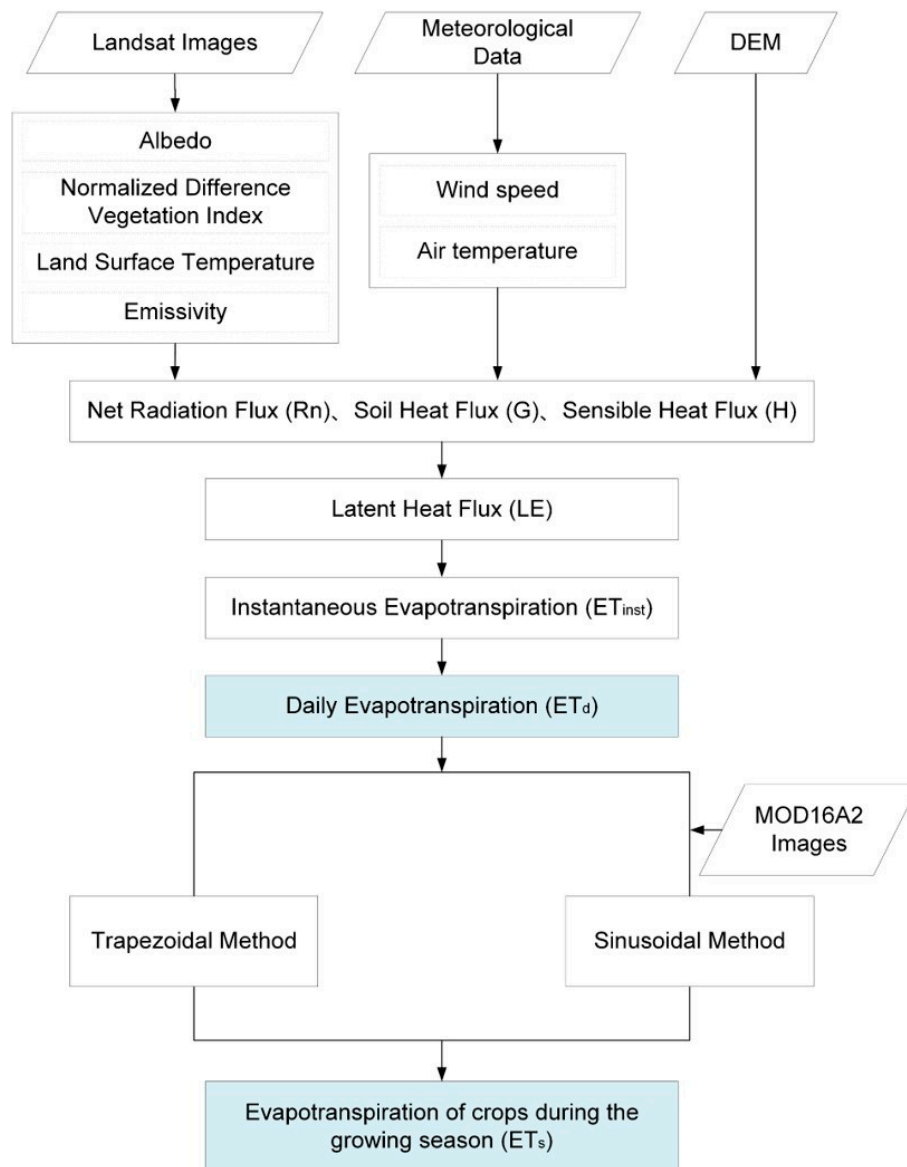 Landsat Images
Meteorological
Data
DEM
Albedo
Normalized Difference
Vegetation Index
Land Surface Temperature
Emissivity
Wind speed
Air temperature
Net Radiation Flux (Rn)、Soil Heat Flux (G)、Sensible Heat Flux (H)
Latent Heat Flux (LE)
Instantaneous Evapotranspiration (ETinst)
Daily Evapotranspiration (ETd)
MOD16A2
Images
Trapezoidal Method
Sinusoidal Method
Evapotranspiration of crops during the
growing season (ETs)